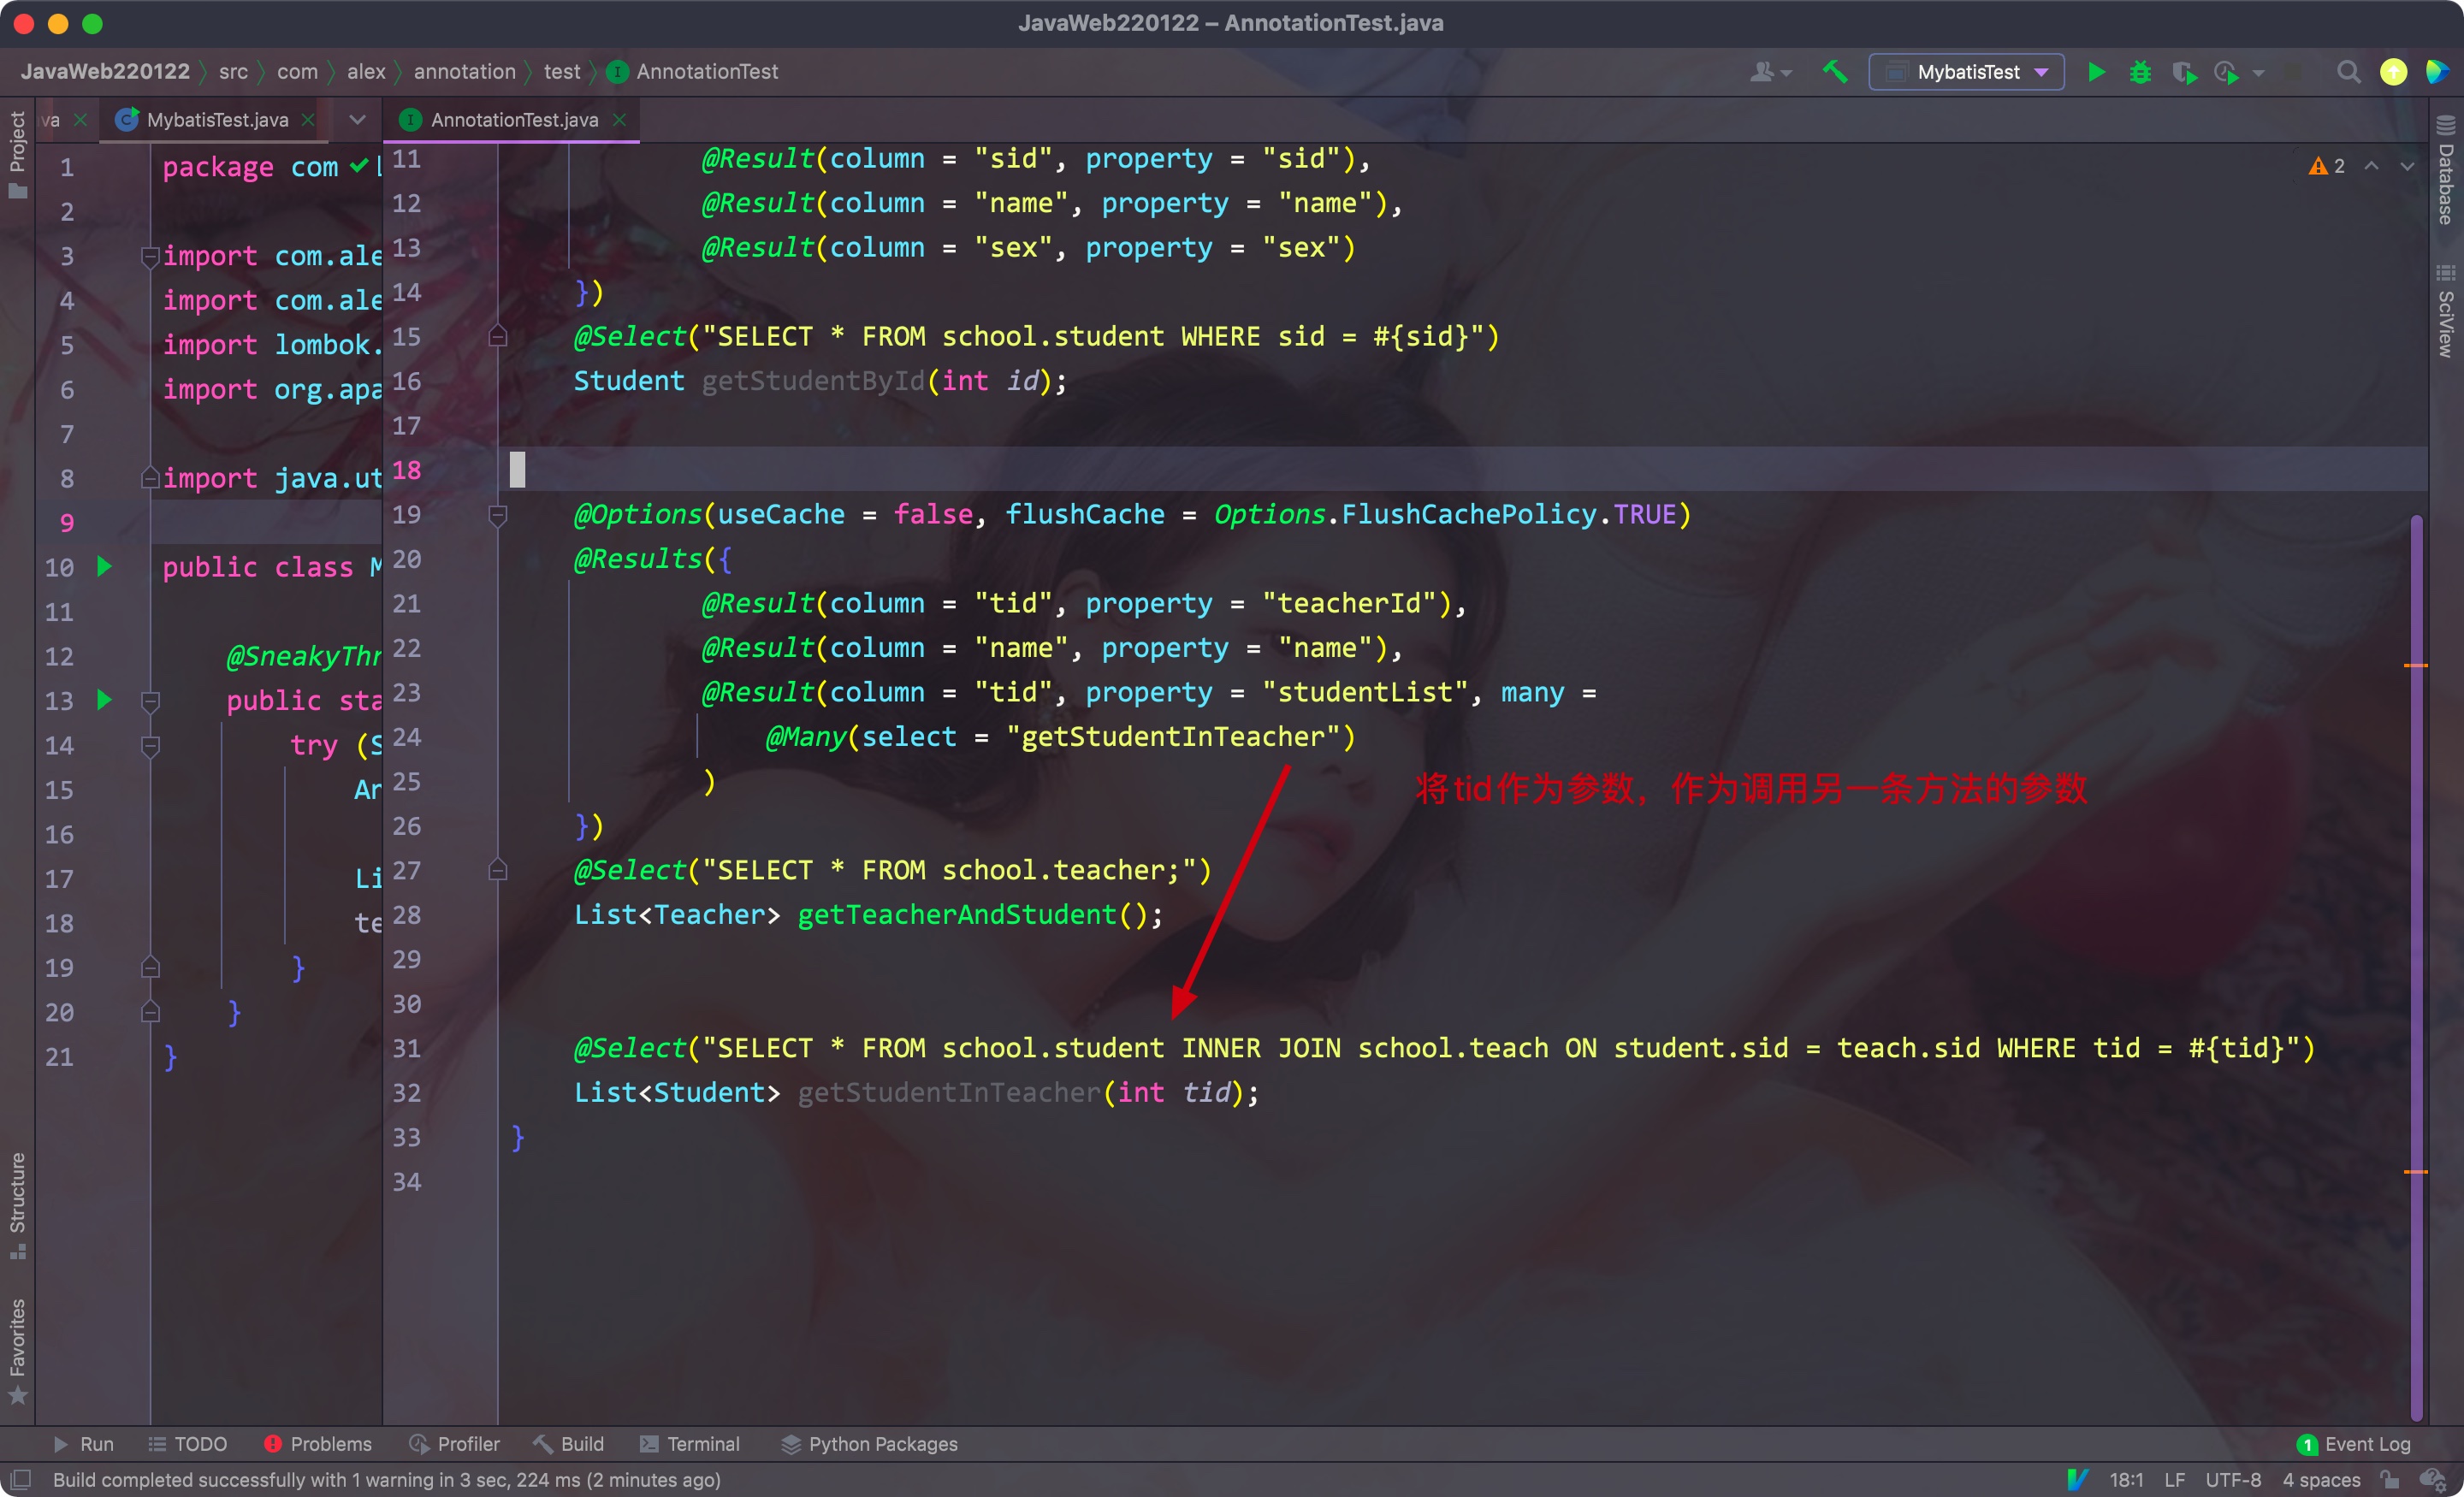 JavaWeb220122 – AnnotationTest.java
JavaWeb220122 src com alex annotation test AnnotationTest
MybatisTest
va MybatisTest.java
AnnotationTest.java
Project
Structure
Favorites
1 package com
2
3 import com.ale
4 import com.ale
5 import lombok.
6 import org.apa
7
8 import java.ut
9
10 public class M
11
12 @SneakyThr
13 public sta
14 try (S
15 An
16
17 Li
18 te
19 }
20 }
21 }
11 @Result(column = "sid", property = "sid"),
12 @Result(column = "name", property = "name"),
13 @Result(column = "sex", property = "sex")
14 })
15 @Select("SELECT * FROM school.student WHERE sid = #{sid}")
16 Student getStudentById(int id);
17
18
19 @Options(useCache = false, flushCache = Options.FlushCachePolicy.TRUE)
20 @Results({
21 @Result(column = "tid", property = "teacherId"),
22 @Result(column = "name", property = "name"),
23 @Result(column = "tid", property = "studentList", many =
24 @Many(select = "getStudentInTeacher")
25 )
将tid作为参数，作为调用另一条方法的参数
26 })
27 @Select("SELECT * FROM school.teacher;")
28 List<Teacher> getTeacherAndStudent();
29
30
31 @Select("SELECT * FROM school.student INNER JOIN school.teach ON student.sid = teach.sid WHERE tid = #{tid}")
32 List<Student> getStudentInTeacher(int tid);
33 }
34
2
Database
SciView
Run TODO Problems Profiler Build Terminal Python Packages
1 Event Log
Build completed successfully with 1 warning in 3 sec, 224 ms (2 minutes ago)
18:1 LF UTF-8 4 spaces